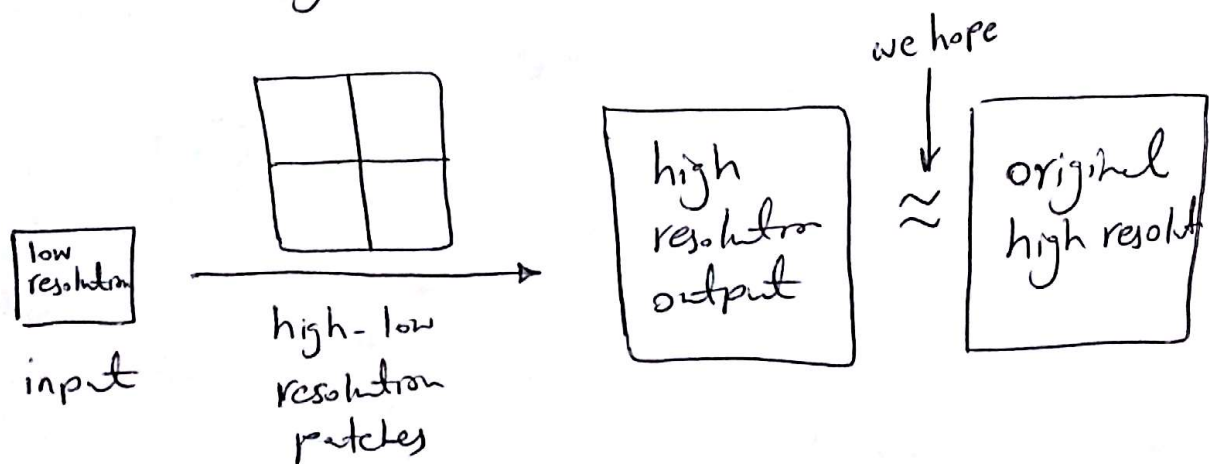 we hope
low
resolution
input
high-low
resolution
patches
high
resolution
output
≈
original
high resolut